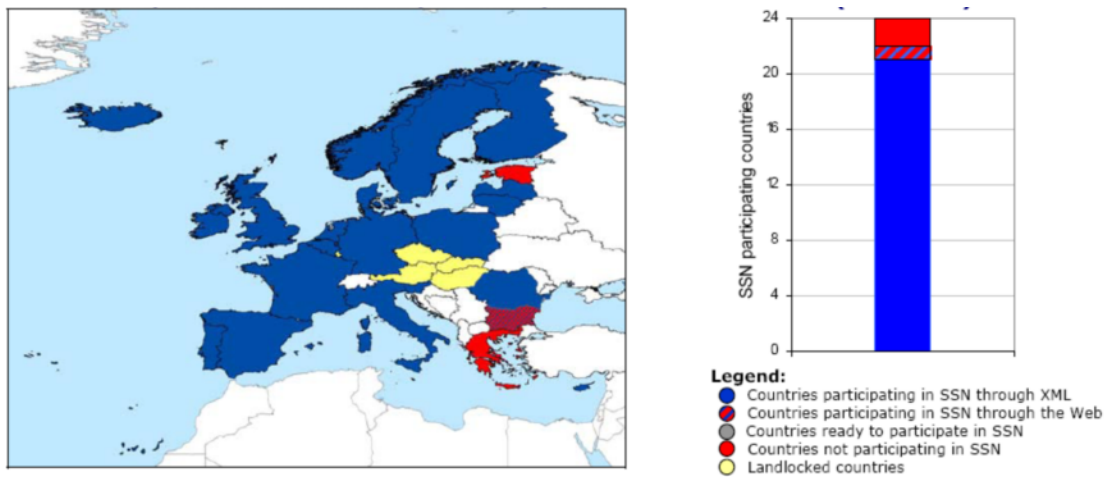 24
20
16
12
8
4
0
SSN participating countries
Legend:
Countries participating in SSN through XML
Countries participating in SSN through the Web
Countries ready to participate in SSN
Countries not participating in SSN
Landlocked countries